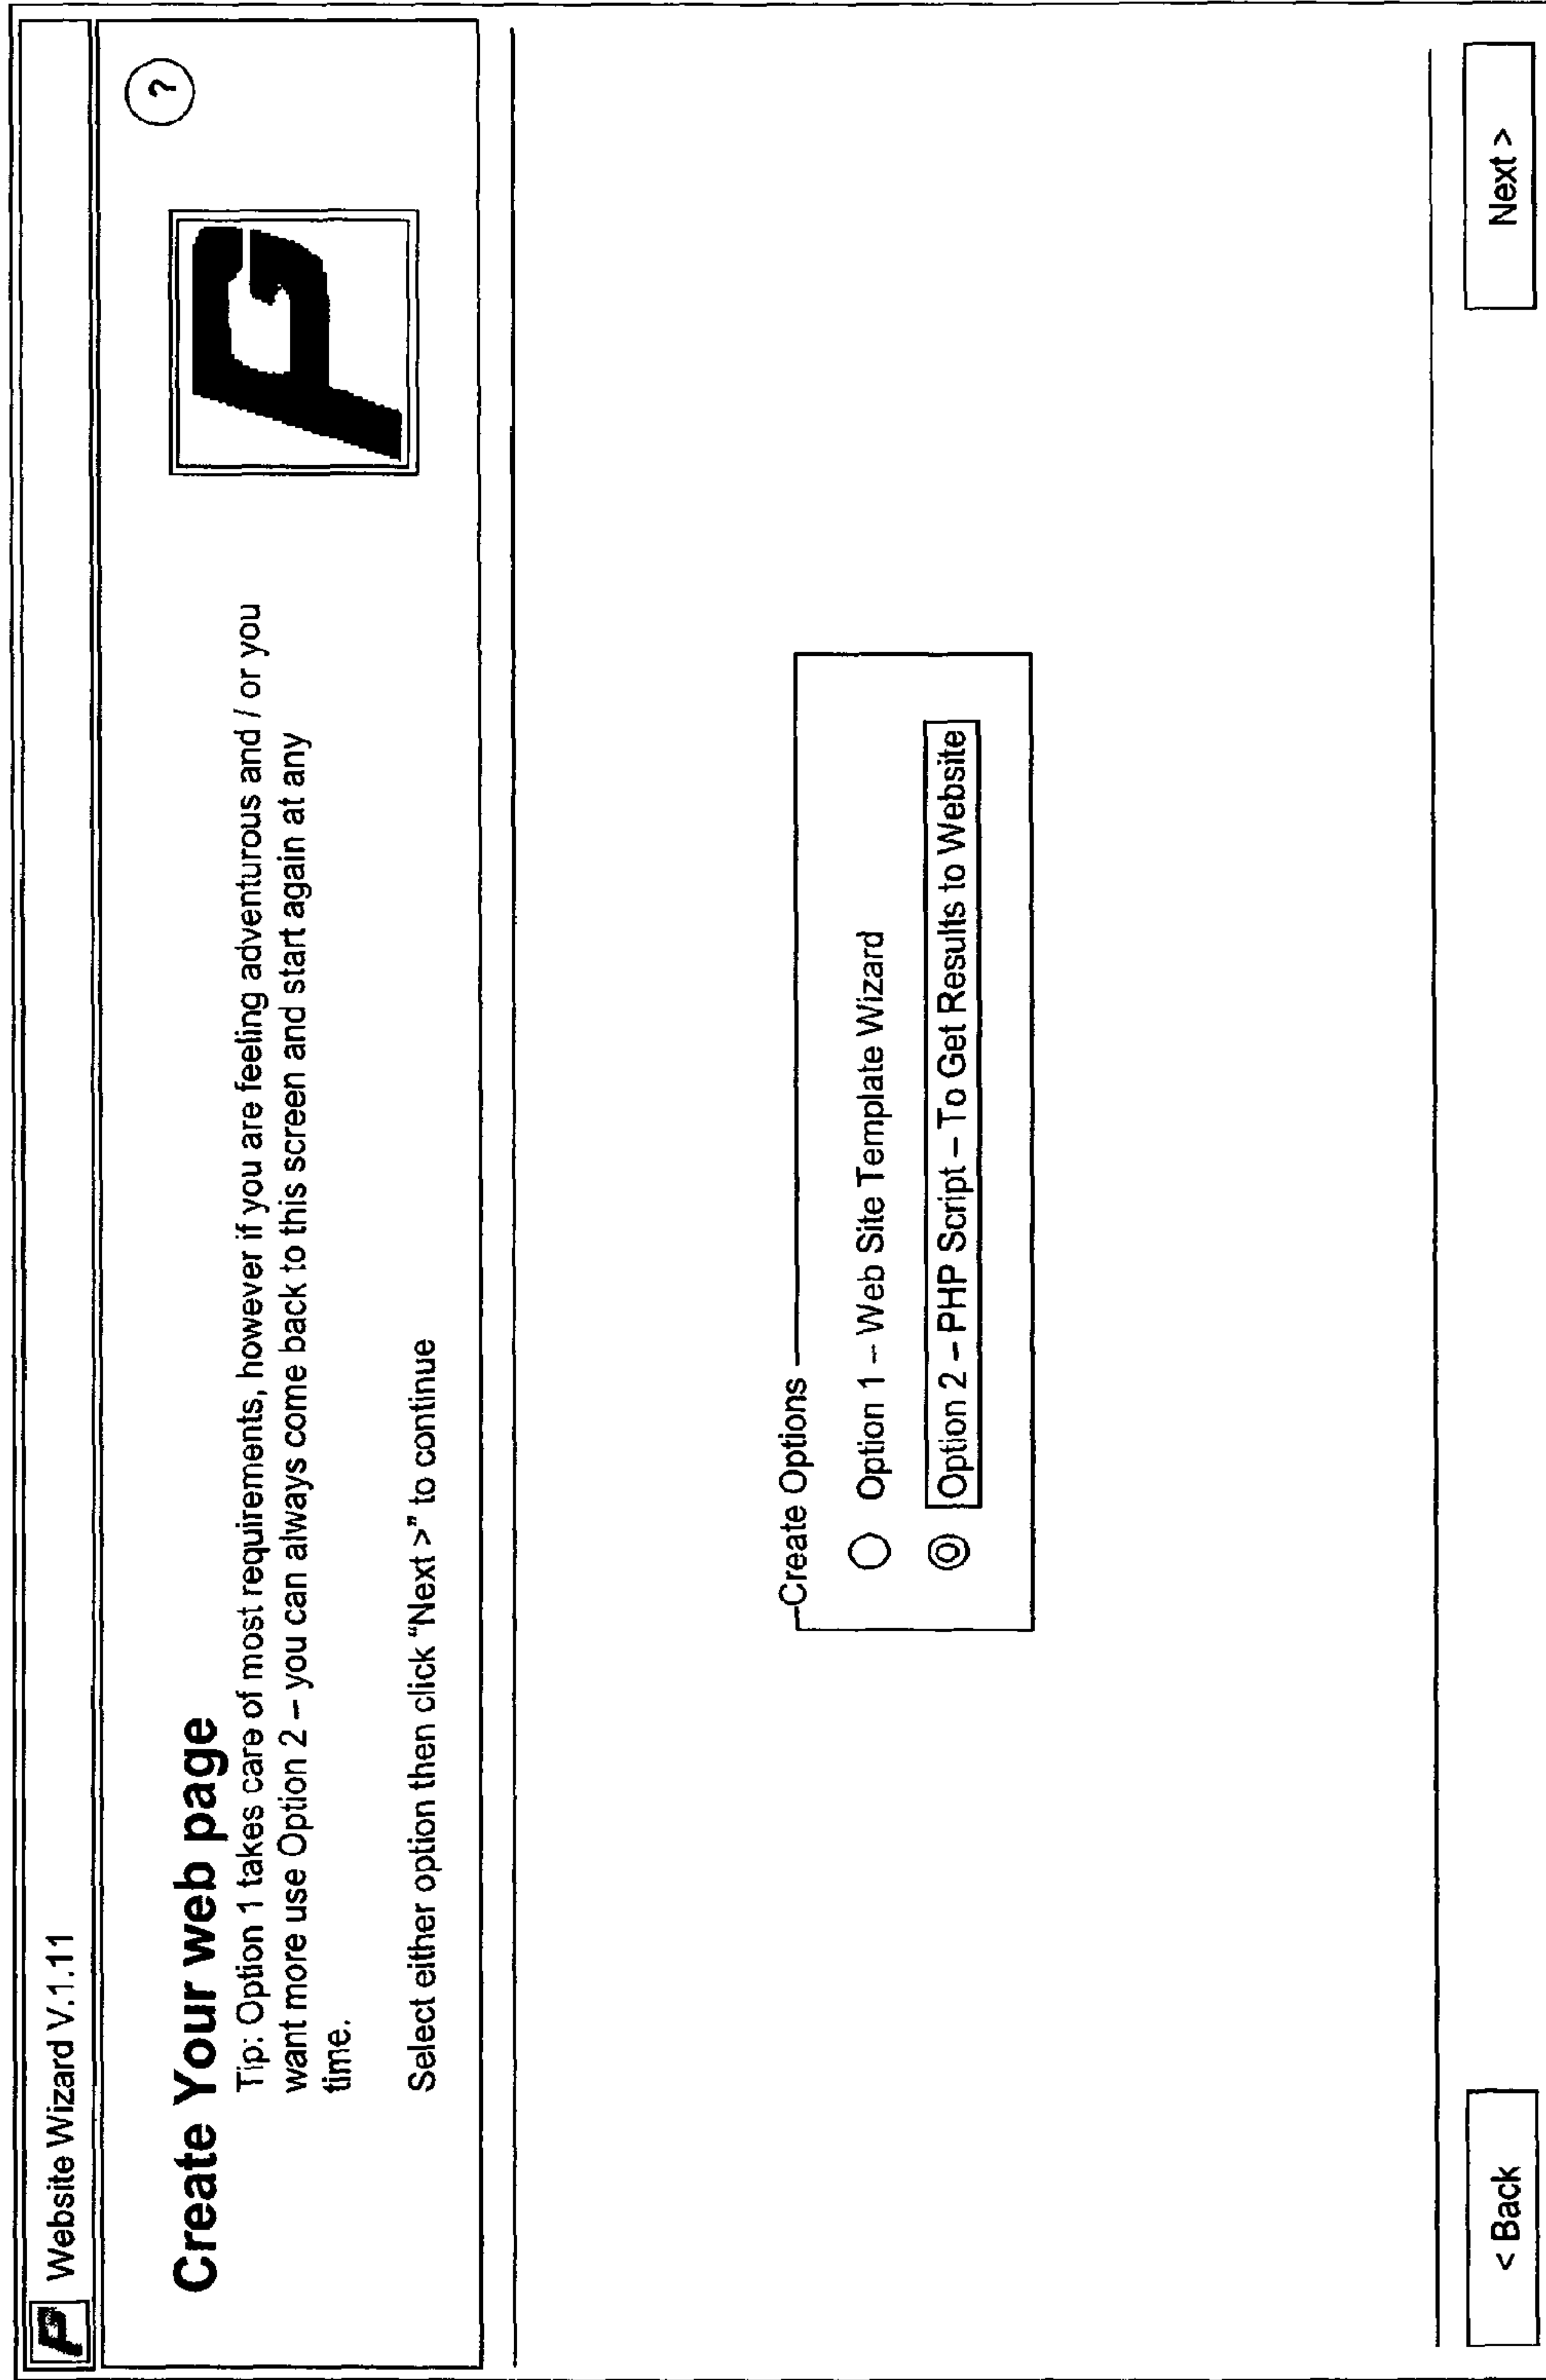 Website Wizard V.1.11
Create Your web page
?
Tip: Option 1 takes care of most requirements, however if you are feeling adventurous and / or you
want more use Option 2 – you can always come back to this screen and start again at any
time.
Select either option then click “Next >” to continue
Create Options
Option 1 – Web Site Template Wizard
Option 2 – PHP Script – To Get Results to Website
< Back
Next >